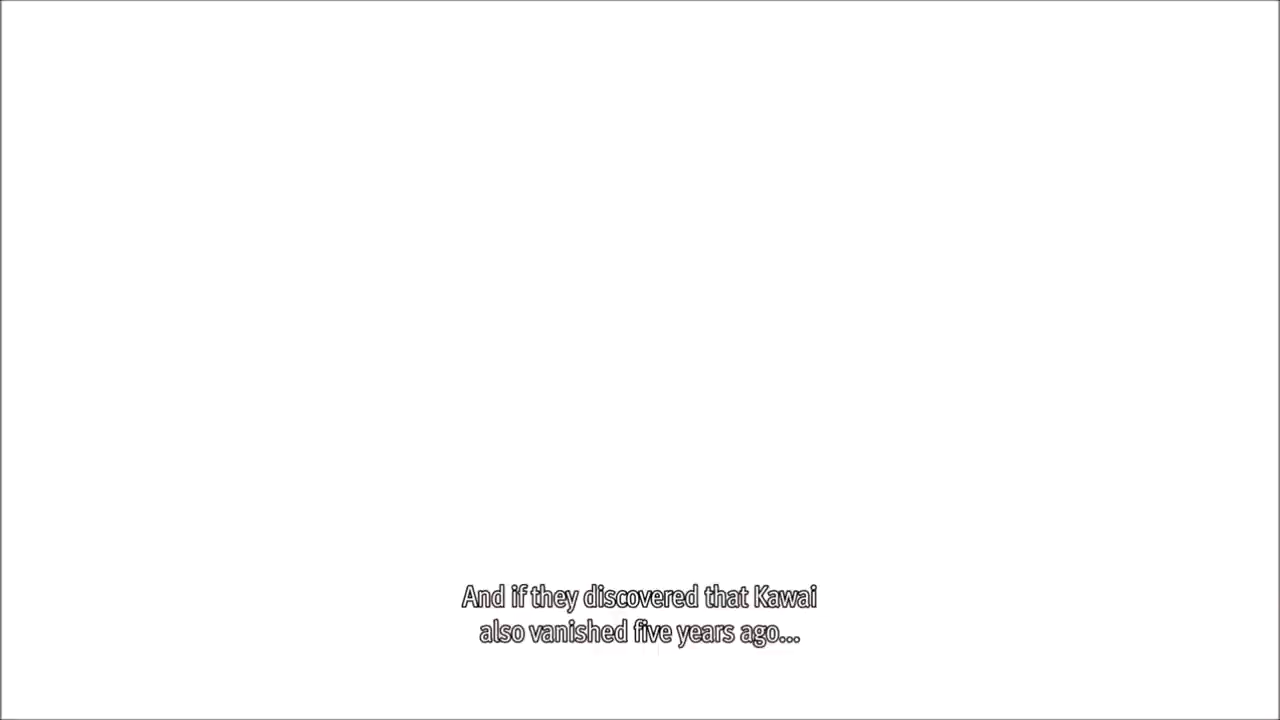 And if they discovered that Kawai
also vanished five years ago...